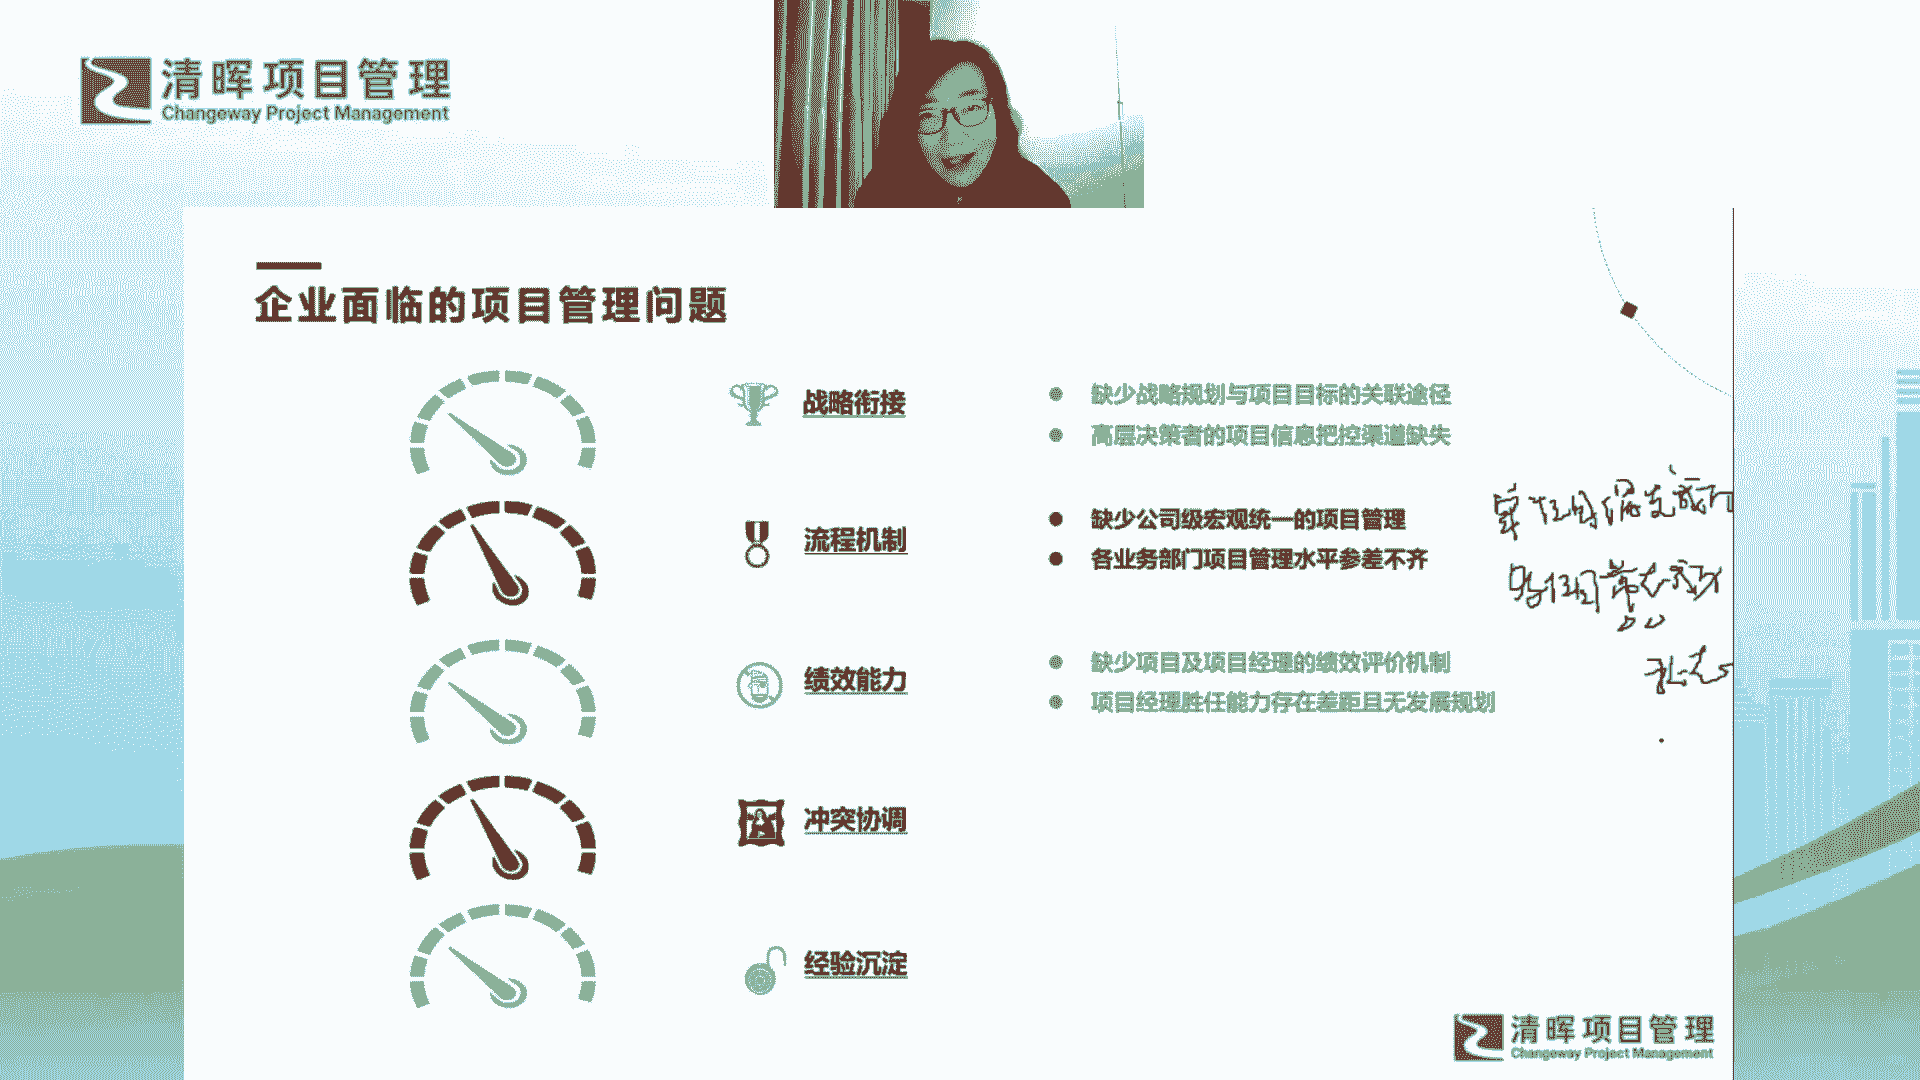 清晖项目管理
Changeway Project Management
企业面临的项目管理问题
战略衔接
缺少战略规划与项目目标的关联途径
高层决策者的项目信息把控渠道缺失
流程机制
缺少公司级宏观统一的项目管理
各业务部门项目管理水平参差不齐
绩效能力
缺少项目及项目经理的绩效评价机制
项目经理胜任能力存在差距且无发展规划
冲突协调
经验沉淀
清晖项目管理
Changeway Project Management